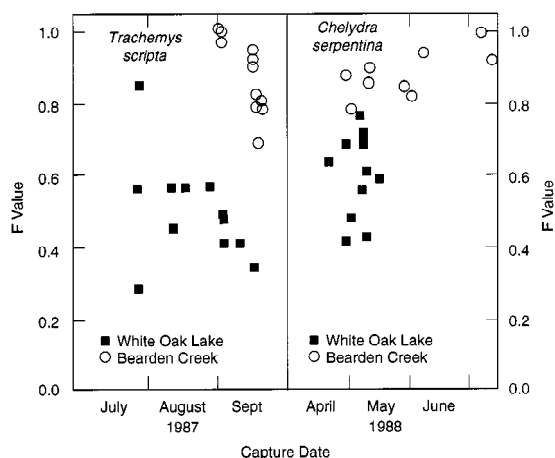 Trachemys
scripta
Chelydra
serpentina
1.0
0.8
0.6
0.4
0.2
0.0
F Value
1.0
0.8
0.6
0.4
0.2
0.0
F Value
White Oak Lake
Bearden Creek
White Oak Lake
Bearden Creek
July August Sept April May June
1987 1988
Capture Date